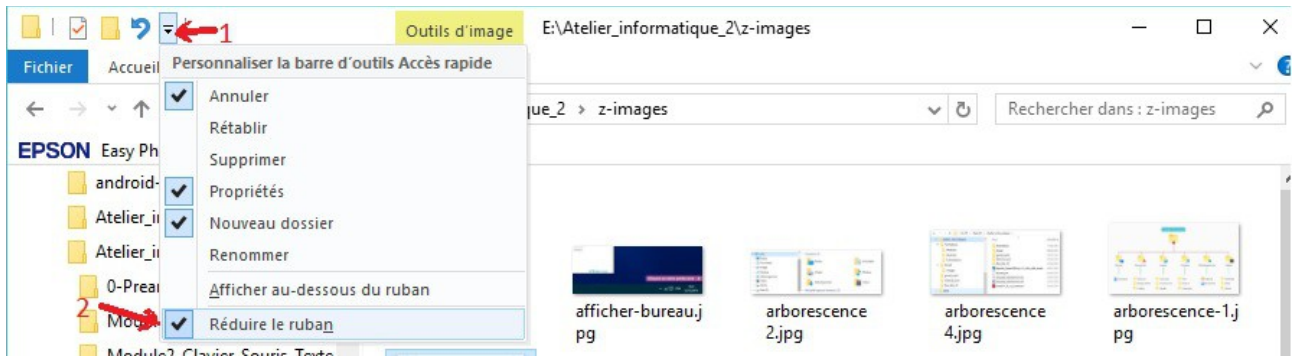 1
Outils d'image
E:\Atelier_informatique_2\z-images
Fichier
Accueil
Personnaliser la barre d'outils Accès rapide
Annuler
Rétablir
Supprimer
Propriétés
Nouveau dossier
Renommer
Afficher au-dessous du ruban
2
Réduire le ruban
que_2 > z-images
Rechercher dans : z-images
EPSON Easy Ph
android-
Atelier_i
Atelier_i
0-Prea
Mo
Module2_Clavier_Souris_Texte
afficher-bureau.j
pg
arborescence
2.jpg
arborescence
4.jpg
arborescence-1.j
pg